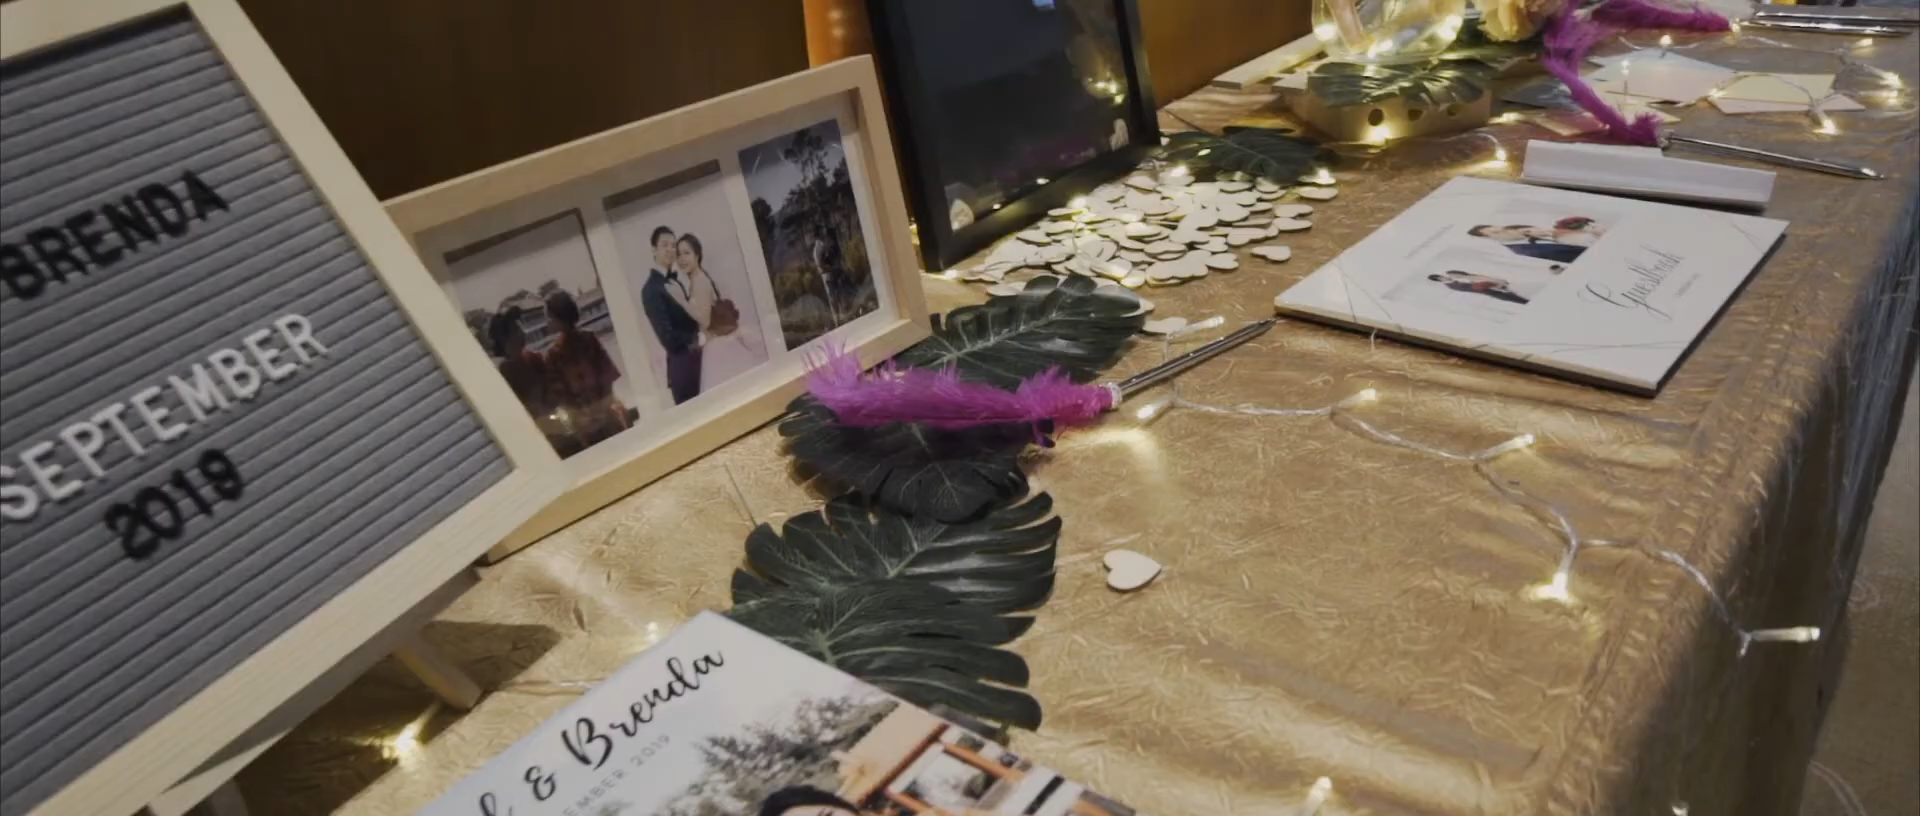 BRENDA
SEPTEMBER
2019
& Brenda
EMBER 2019
Guestbook